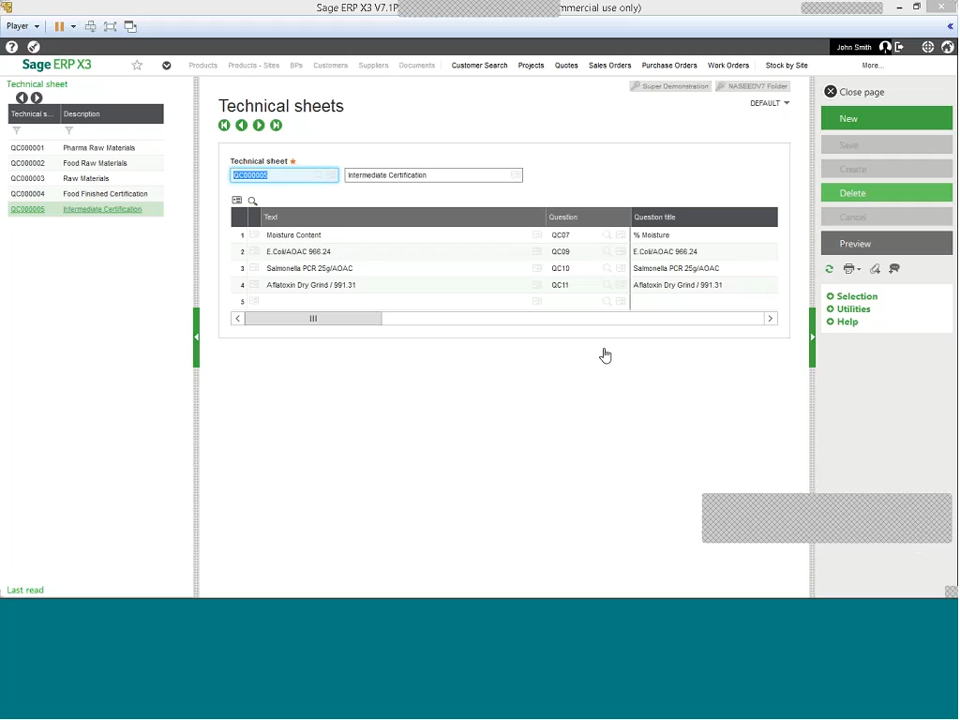 Sage ERP X3 V7.1P mmercial use only)
Player
John Smith
Sage ERP X3 Products Products - Sites BPs Customers Suppliers Documents Customer Search Projects Quotes Sales Orders Purchase Orders Work Orders Stock by Site More...
Technical sheet
Technical s... Description
QC000001 Pharma Raw Materials
QC000002 Food Raw Materials
QC000003 Raw Materials
QC000004 Food Finished Certification
QC000005 Intermediate Certification
Last read
Super Demonstration NASEEDV7 Folder
Technical sheets
DEFAULT
Technical sheet
QC000005 Intermediate Certification
Text Question Question title
1 Moisture Content QC07 % Moisture
2 E.Coli/AOAC 966.24 QC09 E.Coli/AOAC 966.24
3 Salmonella PCR 25g/AOAC QC10 Salmonella PCR 25g/AOAC
4 Aflatoxin Dry Grind / 991.31 QC11 Aflatoxin Dry Grind / 991.31
5
Close page
New
Save
Create
Delete
Cancel
Preview
Selection
Utilities
Help